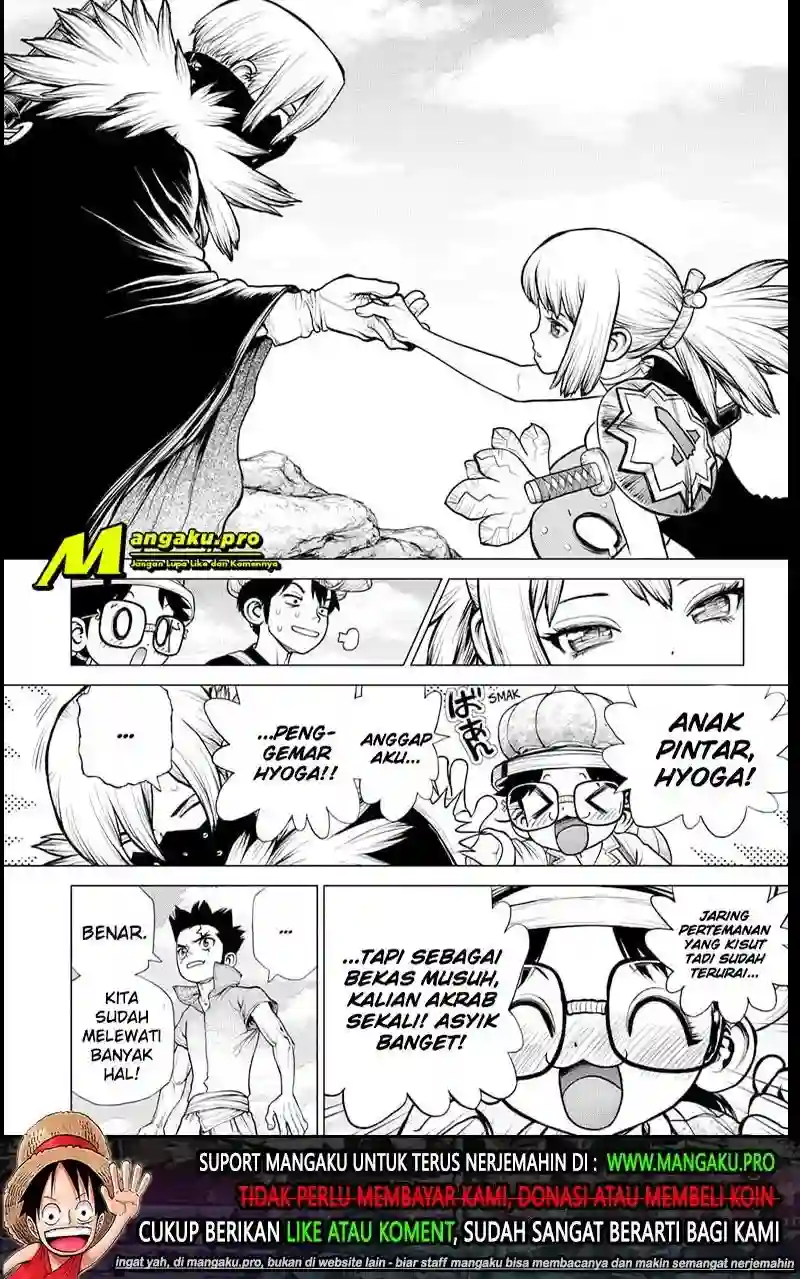 Mangaku.pro
Jangan Lupa Like dan Komennya
ANAK
PINTAR,
HYOGA!
SMAK
ばあん
ANGGAP
AKU...
...PENG-
GEMAR
HYOGA!!
...
JARING
PERTEMANAN
YANG KISUT
TADI SUDAH
TERURAI...
...TAPI SEBAGAI
BEKAS MUSUH,
KALIAN AKRAB
SEKALI! ASYIK
BANGET!
...
BENAR.
KITA
SUDAH
MELEWATI
BANYAK
HAL!
SUPORT MANGAKU UNTUK TERUS NERJEMAHIN DI : WWW.MANGAKU.PRO
TIDAK PERLU MEMBAYAR KAMI, DONASI ATAU MEMBELI KOIN
CUKUP BERIKAN LIKE ATAU KOMENT, SUDAH SANGAT BERARTI BAGI KAMI
ingat yah, di mangaku.pro, bukan di website lain - biar staff mangaku bisa membacanya dan makin semangat nerjemahin